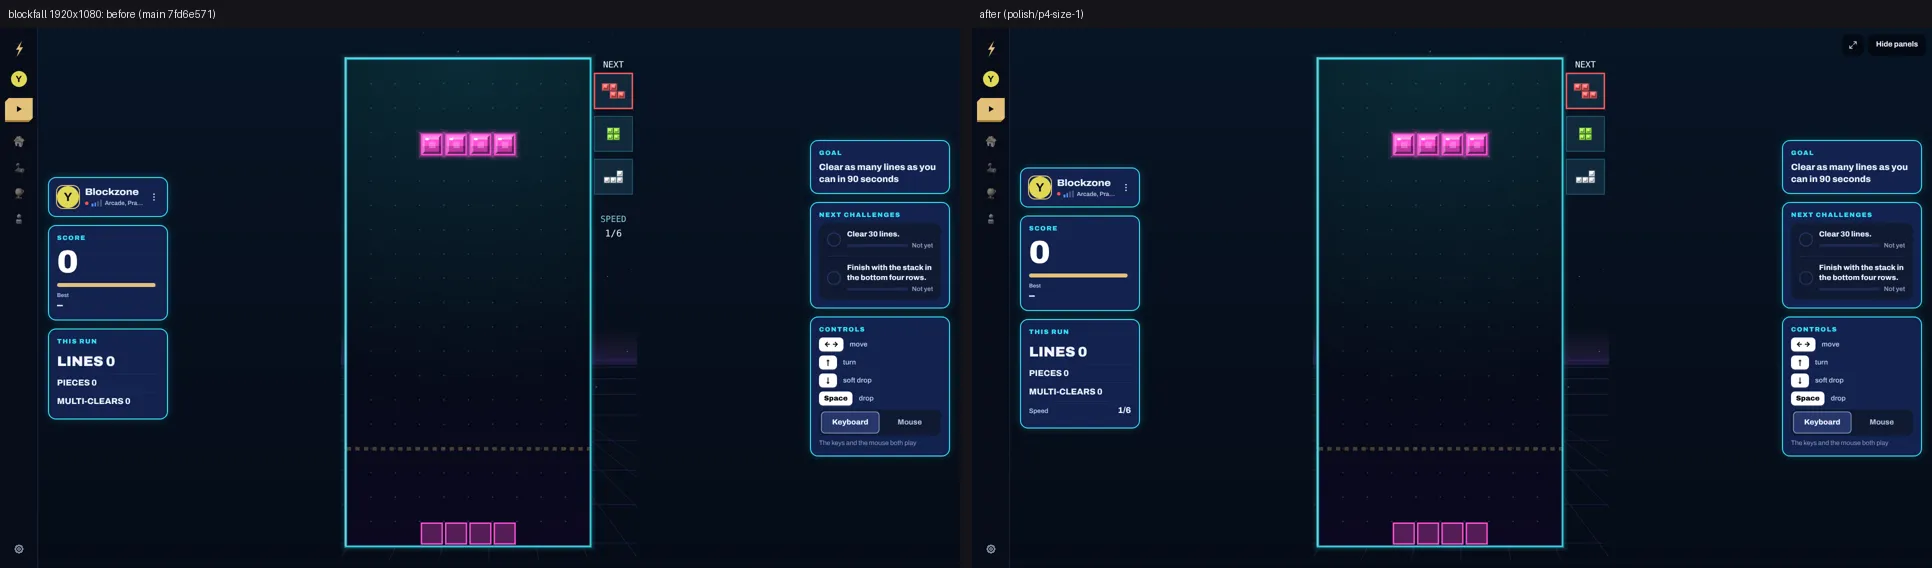 blockfall 1920x1080: before (main 7fd6e571)
Y
NEXT
SPEED
1/6
Y
Blockzone
Arcade, Pra...
SCORE
0
Best
–
THIS RUN
LINES 0
PIECES 0
MULTI-CLEARS 0
GOAL
Clear as many lines as you
can in 90 seconds
NEXT CHALLENGES
Clear 30 lines.
Not yet
Finish with the stack in
the bottom four rows.
Not yet
CONTROLS
← → move
↑ turn
↓ soft drop
Space drop
Keyboard Mouse
The keys and the mouse both play
after (polish/p4-size-1)
Hide panels
Y
NEXT
Y
Blockzone
Arcade, Pra...
SCORE
0
Best
–
THIS RUN
LINES 0
PIECES 0
MULTI-CLEARS 0
Speed 1/6
GOAL
Clear as many lines as you
can in 90 seconds
NEXT CHALLENGES
Clear 30 lines.
Not yet
Finish with the stack in
the bottom four rows.
Not yet
CONTROLS
← → move
↑ turn
↓ soft drop
Space drop
Keyboard Mouse
The keys and the mouse both play